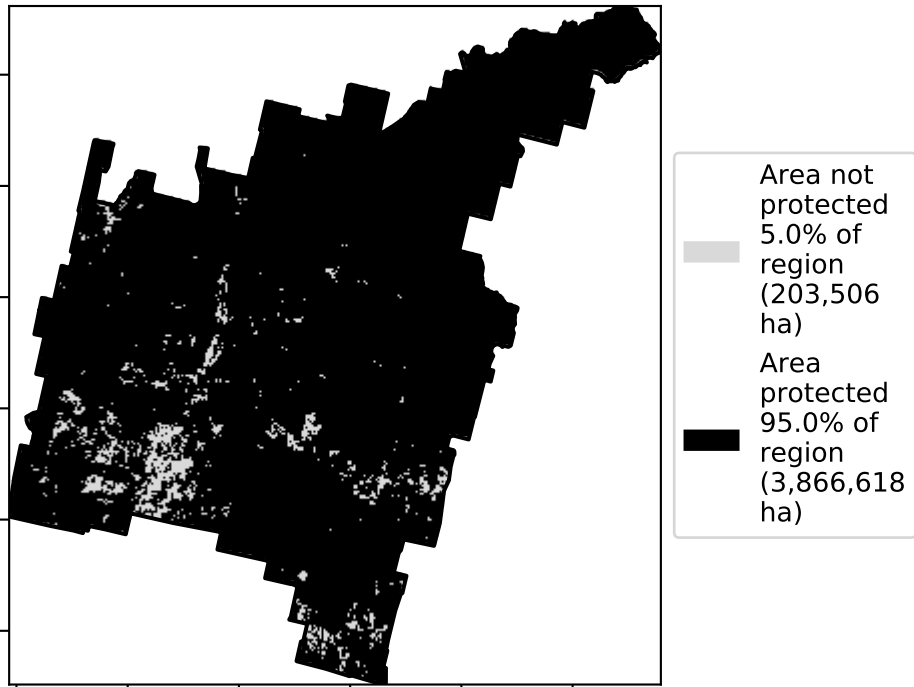 Area not
protected
5.0% of
region
(203,506
ha)
Area
protected
95.0% of
region
(3,866,618
ha)